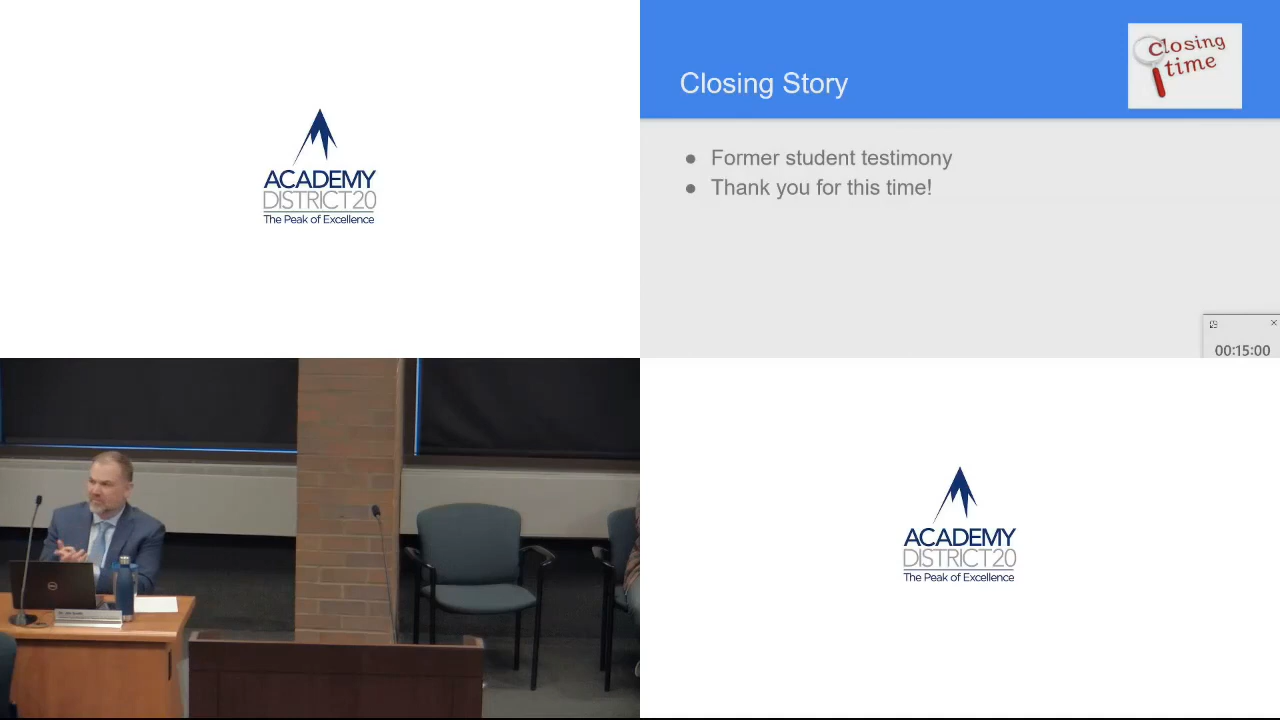 ACADEMY
DISTRICT20
The Peak of Excellence
Closing Story
closing
time
● Former student testimony
● Thank you for this time!
00:15:00
DELL
ACADEMY
DISTRICT20
The Peak of Excellence